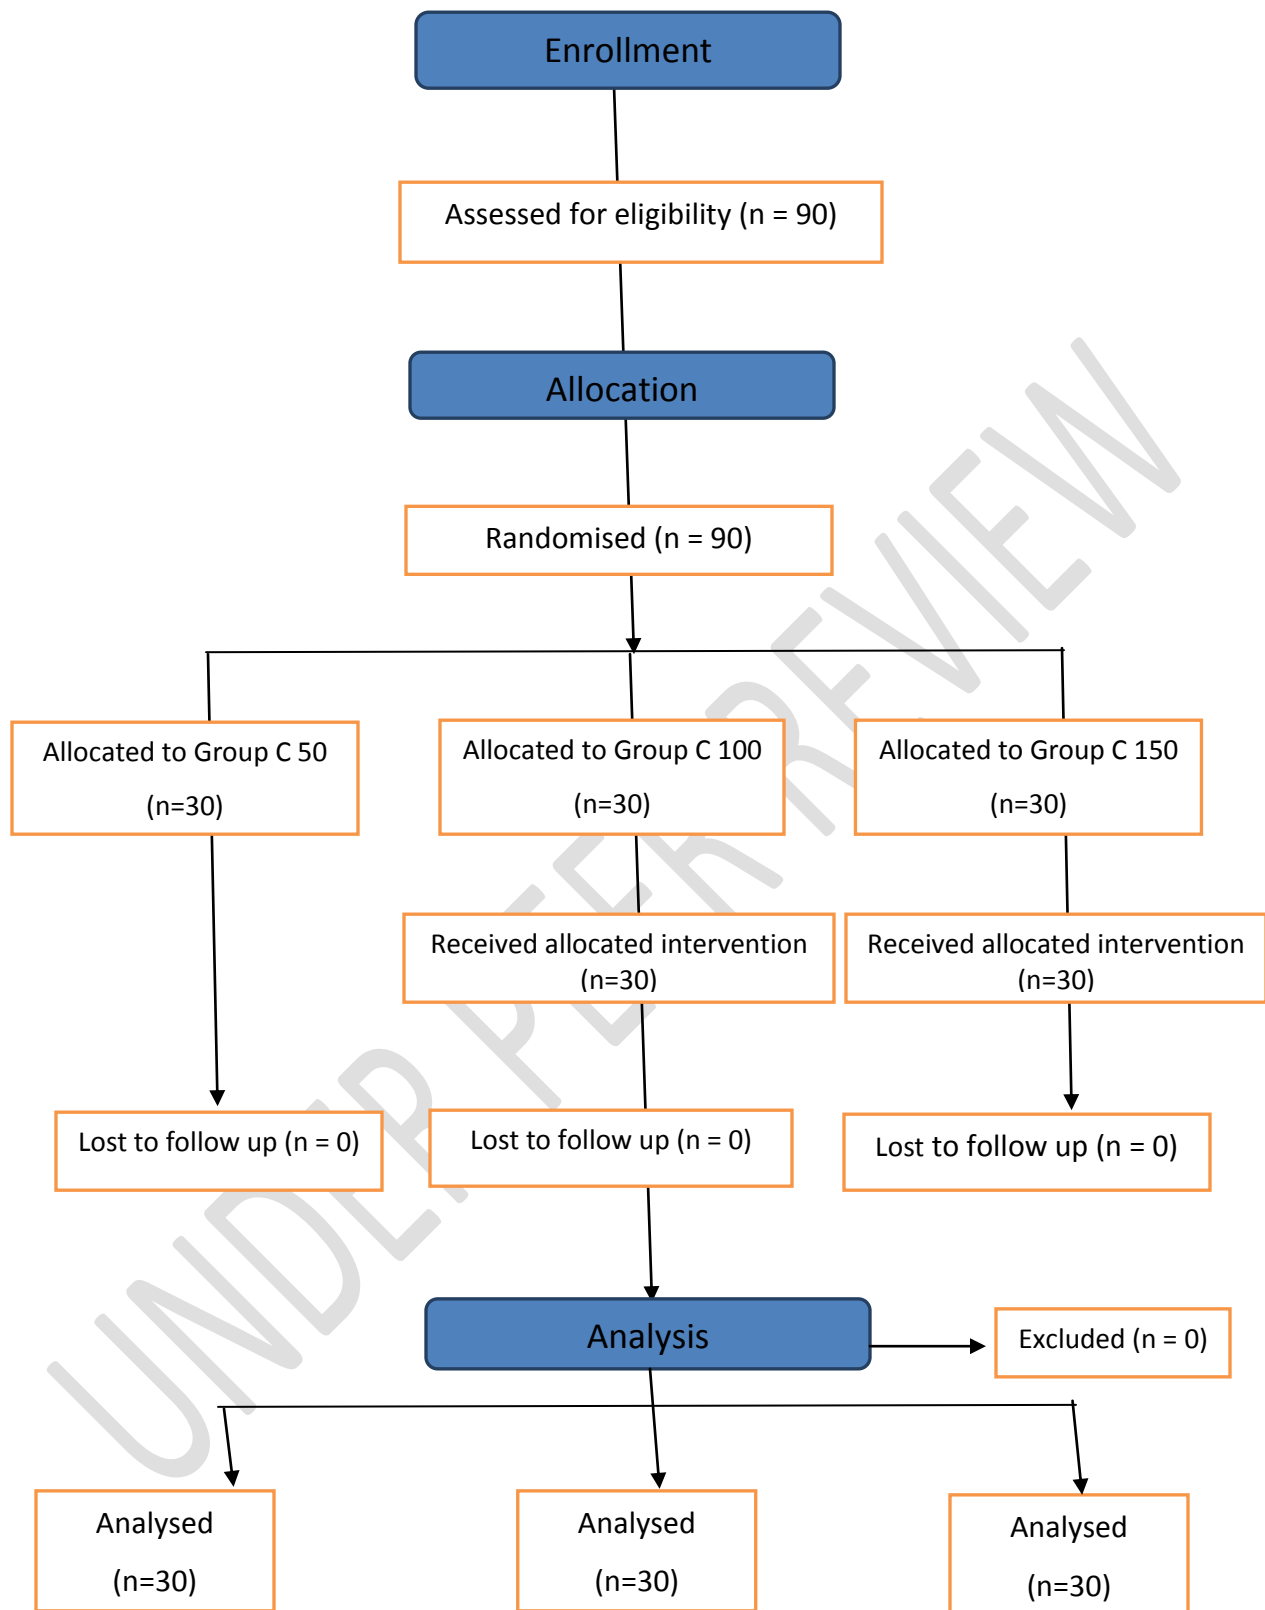 Enrollment
Assessed for eligibility (n = 90)
Allocation
Randomised (n = 90)
Allocated to Group C 50
(n=30)
Allocated to Group C 100
(n=30)
Allocated to Group C 150
(n=30)
Received allocated intervention
(n=30)
Received allocated intervention
(n=30)
Lost to follow up (n = 0)
Lost to follow up (n = 0)
Lost to follow up (n = 0)
Analysis
Excluded (n = 0)
Analysed
(n=30)
Analysed
(n=30)
Analysed
(n=30)
UNDER PEER REVIEW